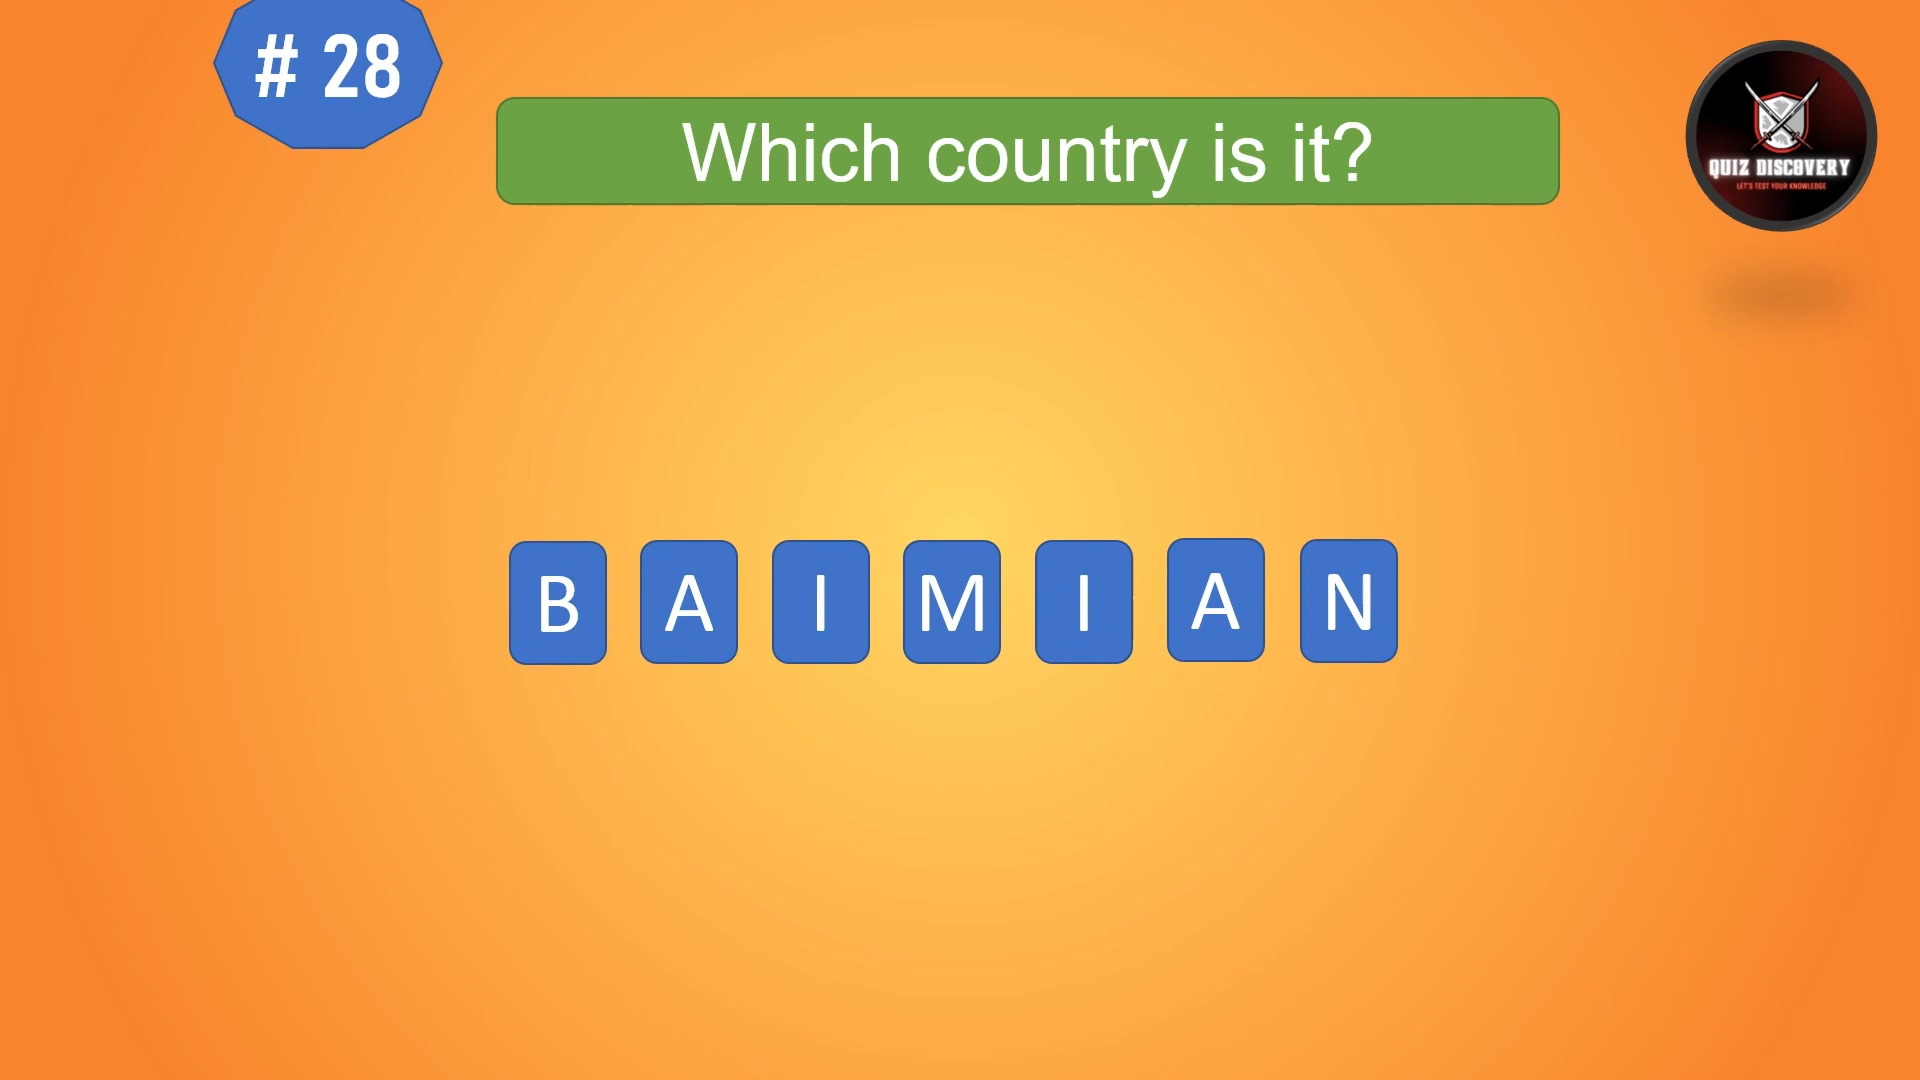 # 28
Which country is it?
QUIZ DISCOVERY
LET'S TEST YOUR KNOWLEDGE
B A I M I A N